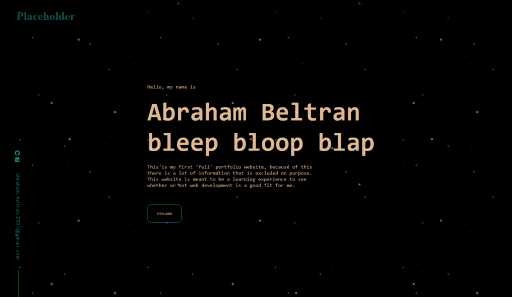 Placeholder
Hello, my name is
Abraham Beltran
bleep bloop blap
This is my first 'full' portfolio website, because of this
there is a lot of information that is excluded on purpose.
This website is meant to be a learning experience to see
whether or not web development is a good fit for me.
resume